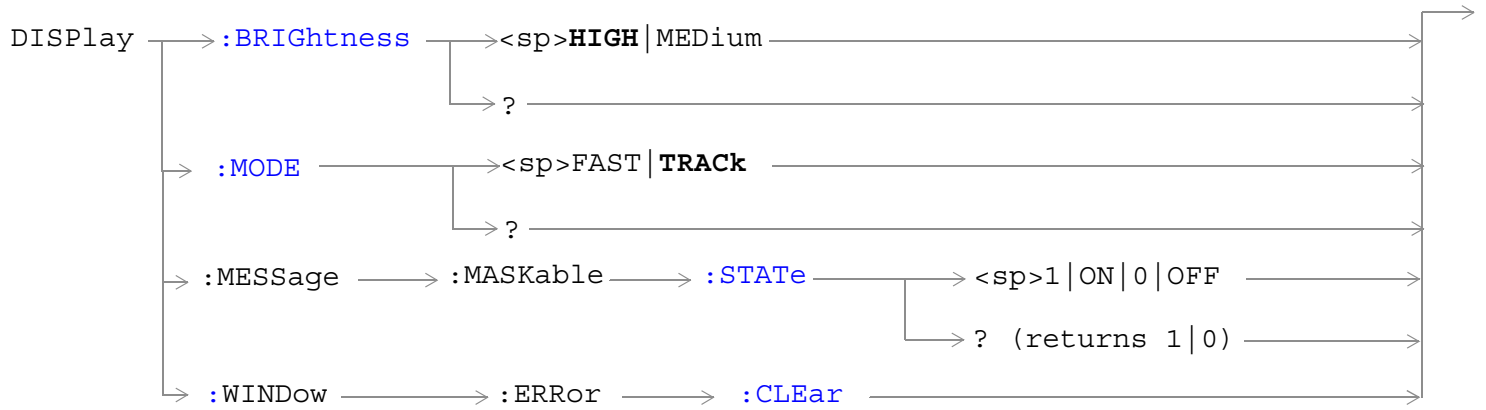 DISPlay :BRIGhtness <sp>HIGH|MEDium
?
:MODE <sp>FAST|TRACk
?
:MESSage :MASKable :STATe <sp>1|ON|0|OFF
? (returns 1|0)
:WINDow :ERRor :CLEar